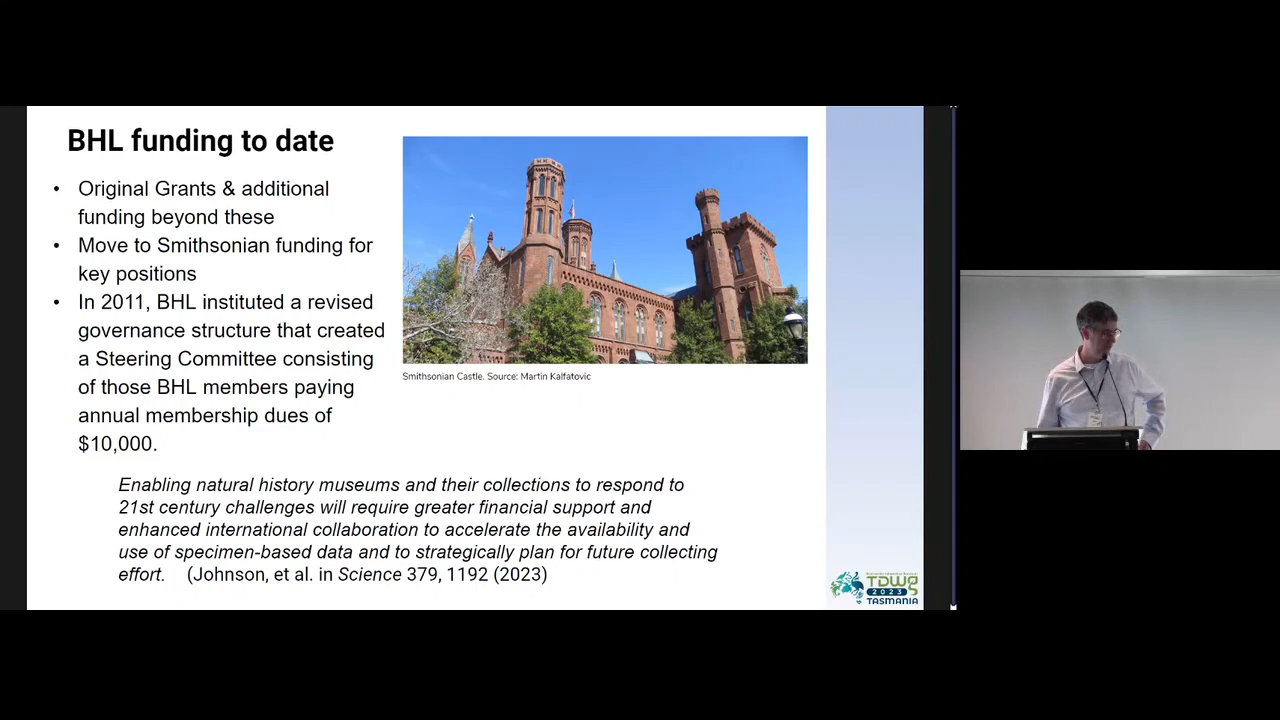 BHL funding to date
• Original Grants & additional
funding beyond these
• Move to Smithsonian funding for
key positions
• In 2011, BHL instituted a revised
governance structure that created
a Steering Committee consisting
of those BHL members paying
annual membership dues of
$10,000.
Smithsonian Castle. Source: Martin Kalfatovic
Enabling natural history museums and their collections to respond to
21st century challenges will require greater financial support and
enhanced international collaboration to accelerate the availability and
use of specimen-based data and to strategically plan for future collecting
effort. (Johnson, et al. in Science 379, 1192 (2023)
TDWG
2023
TASMANIA